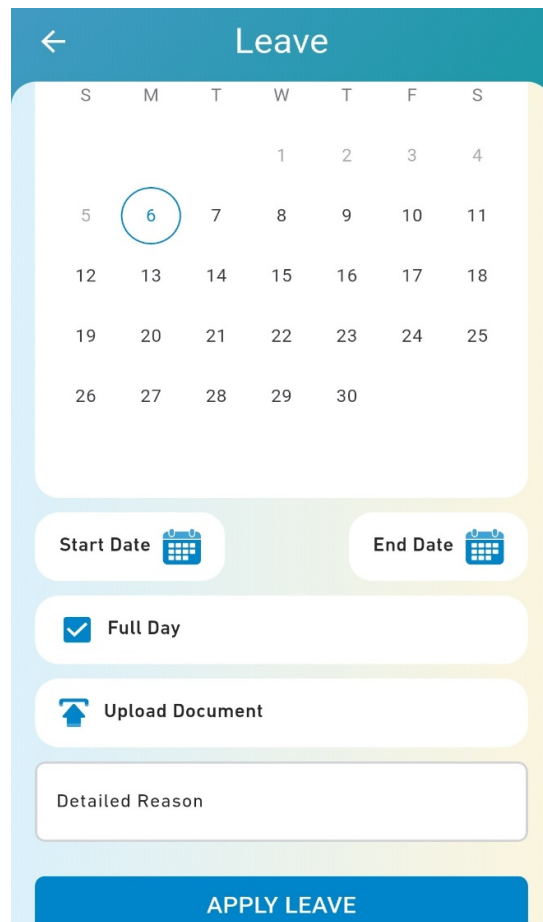 Leave
S M T W T F S
1 2 3 4
5 6 7 8 9 10 11
12 13 14 15 16 17 18
19 20 21 22 23 24 25
26 27 28 29 30
Start Date End Date
Full Day
Upload Document
Detailed Reason
APPLY LEAVE